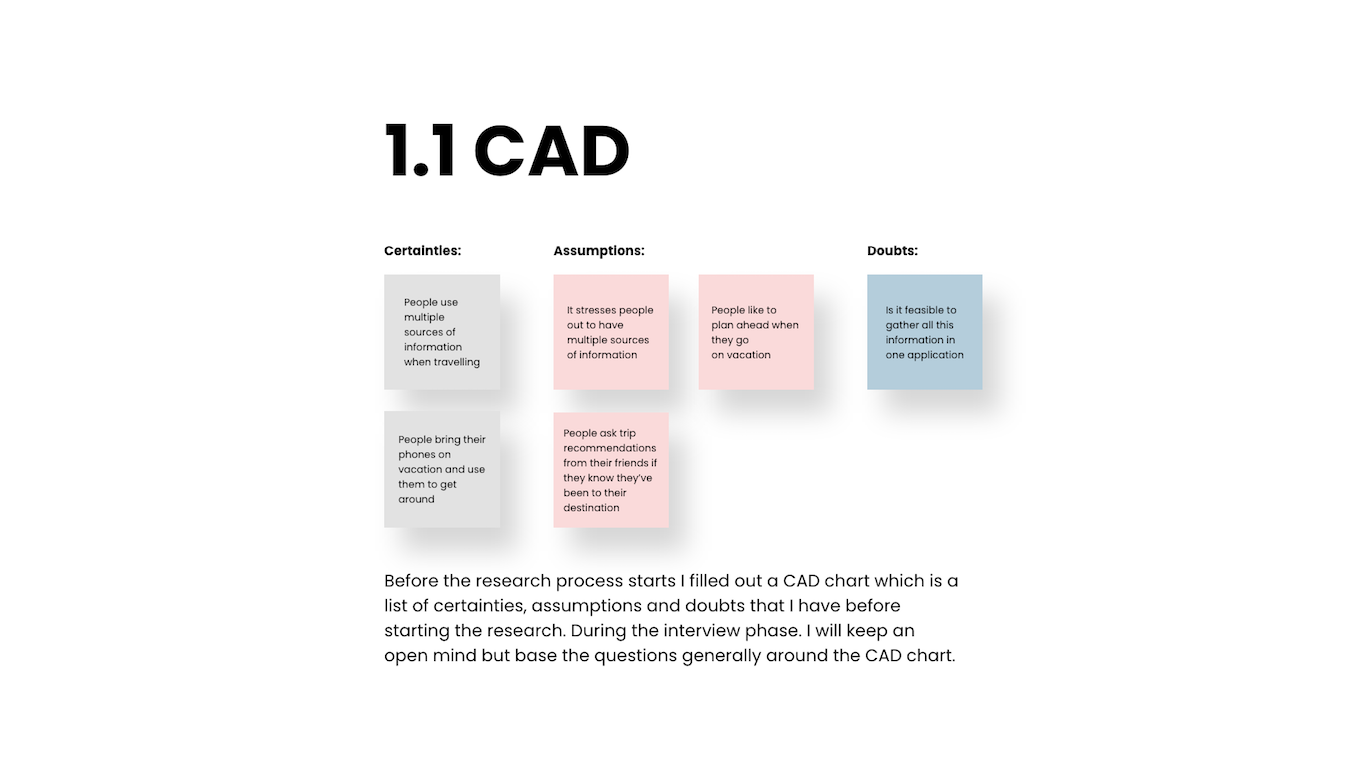 1.1 CAD
Certainties:
Assumptions:
Doubts:
People use
multiple
sources of
information
when travelling
It stresses people
out to have
multiple sources
of information
People like to
plan ahead when
they go
on vacation
Is it feasible to
gather all this
information in
one application
People bring their
phones on
vacation and use
them to get
around
People ask trip
recommendations
from their friends if
they know they've
been to their
destination
Before the research process starts I filled out a CAD chart which is a
list of certainties, assumptions and doubts that I have before
starting the research. During the interview phase. I will keep an
open mind but base the questions generally around the CAD chart.